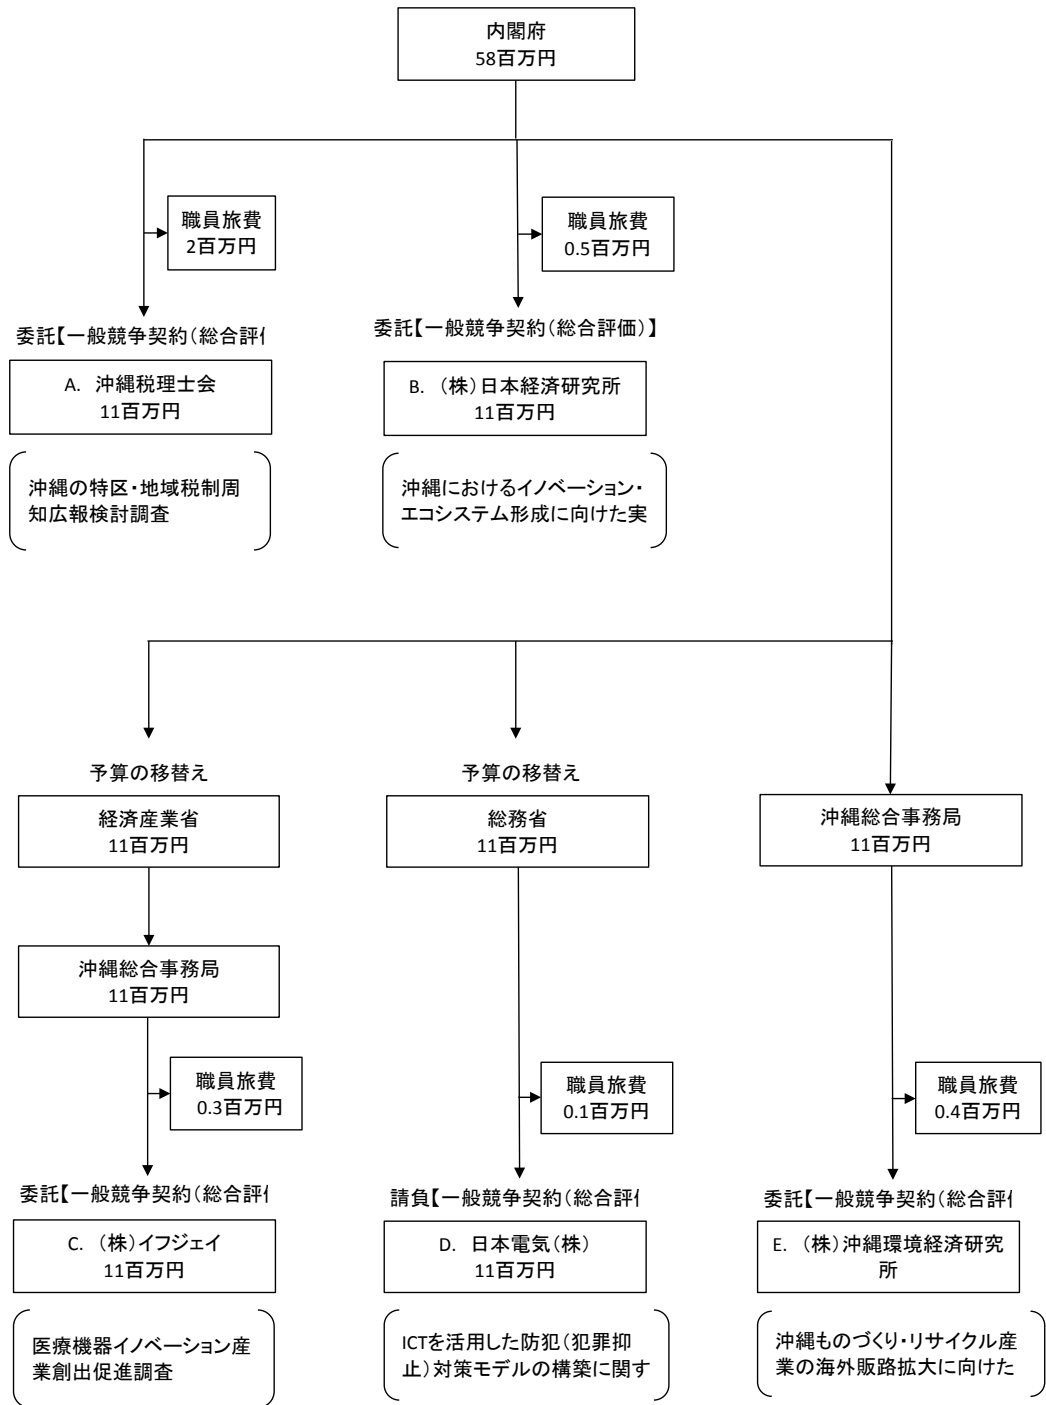 内閣府
58百万円
職員旅費
2百万円
職員旅費
0.5百万円
委託【一般競争契約（総合評価
委託【一般競争契約（総合評価）】
A. 沖縄税理士会
11百万円
B. （株）日本経済研究所
11百万円
沖縄の特区・地域税制周
知広報検討調査
沖縄におけるイノベーション・
エコシステム形成に向けた実
予算の移替え
予算の移替え
経済産業省
11百万円
総務省
11百万円
沖縄総合事務局
11百万円
沖縄総合事務局
11百万円
職員旅費
0.3百万円
職員旅費
0.1百万円
職員旅費
0.4百万円
委託【一般競争契約（総合評価
請負【一般競争契約（総合評価
委託【一般競争契約（総合評価
C. （株）イフジェイ
11百万円
D. 日本電気（株）
11百万円
E. （株）沖縄環境経済研究
所
医療機器イノベーション産
業創出促進調査
ICTを活用した防犯（犯罪抑
止）対策モデルの構築に関す
沖縄ものづくり・リサイクル産
業の海外販路拡大に向けた